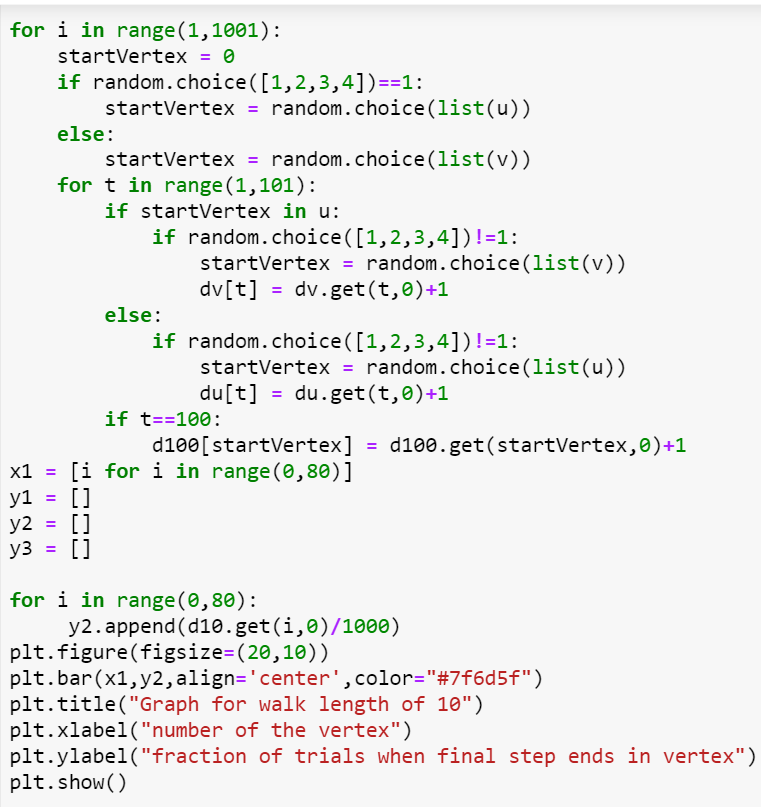 for i in range(1,1001):
    startVertex = 0
    if random.choice([1,2,3,4])==1:
        startVertex = random.choice(list(u))
    else:
        startVertex = random.choice(list(v))
    for t in range(1,101):
        if startVertex in u:
            if random.choice([1,2,3,4])!=1:
                startVertex = random.choice(list(v))
                dv[t] = dv.get(t,0)+1
        else:
            if random.choice([1,2,3,4])!=1:
                startVertex = random.choice(list(u))
                du[t] = du.get(t,0)+1
        if t==100:
            d100[startVertex] = d100.get(startVertex,0)+1
x1 = [i for i in range(0,80)]
y1 = []
y2 = []
y3 = []

for i in range(0,80):
     y2.append(d10.get(i,0)/1000)
plt.figure(figsize=(20,10))
plt.bar(x1,y2,align='center',color="#7f6d5f")
plt.title("Graph for walk length of 10")
plt.xlabel("number of the vertex")
plt.ylabel("fraction of trials when final step ends in vertex")
plt.show()